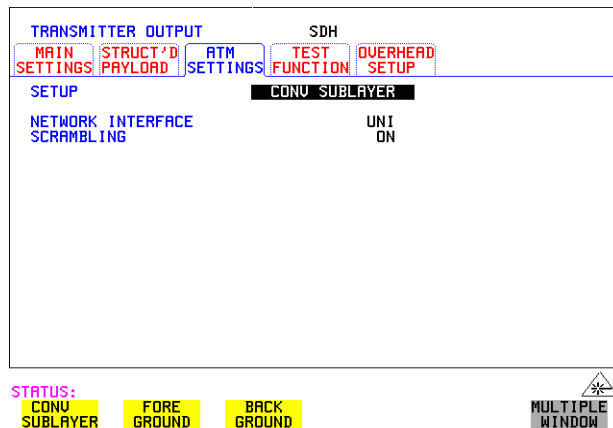 TRANSMITTER OUTPUT SDH
MAIN SETTINGS
STRUCT'D PAYLOAD
ATM SETTINGS
TEST FUNCTION
OVERHEAD SETUP
SETUP CONV SUBLAYER
NETWORK INTERFACE UNI
SCRAMBLING ON
STATUS:
CONV SUBLAYER
FORE GROUND
BACK GROUND
MULTIPLE WINDOW